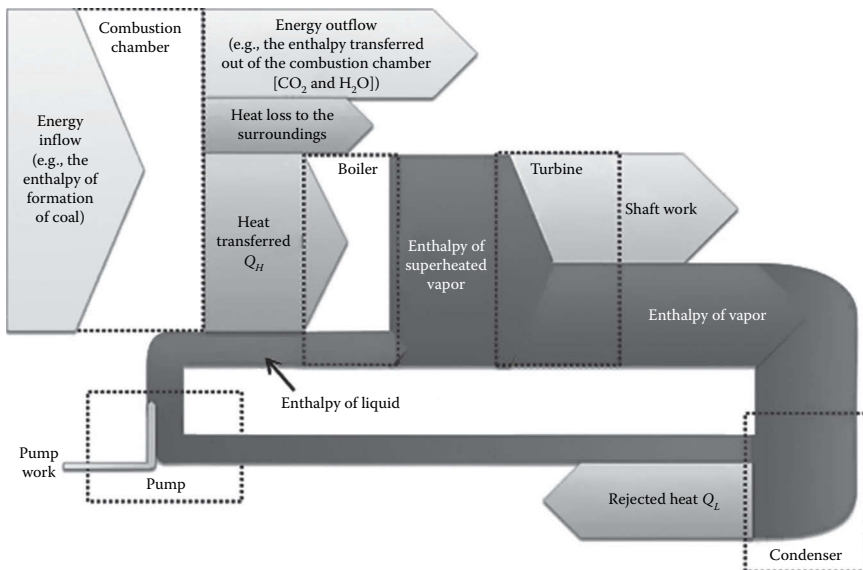 Combustion
chamber
Energy outflow
(e.g., the enthalpy transferred
out of the combustion chamber
[CO₂ and H₂O])
Energy
inflow
(e.g., the
enthalpy of
formation
of coal)
Heat loss to the
surroundings
Heat
transferred
Q_H
Boiler
Enthalpy of
superheated
vapor
Turbine
Shaft work
Enthalpy of vapor
Enthalpy of liquid
Pump
work
Pump
Rejected heat Q_L
Condenser